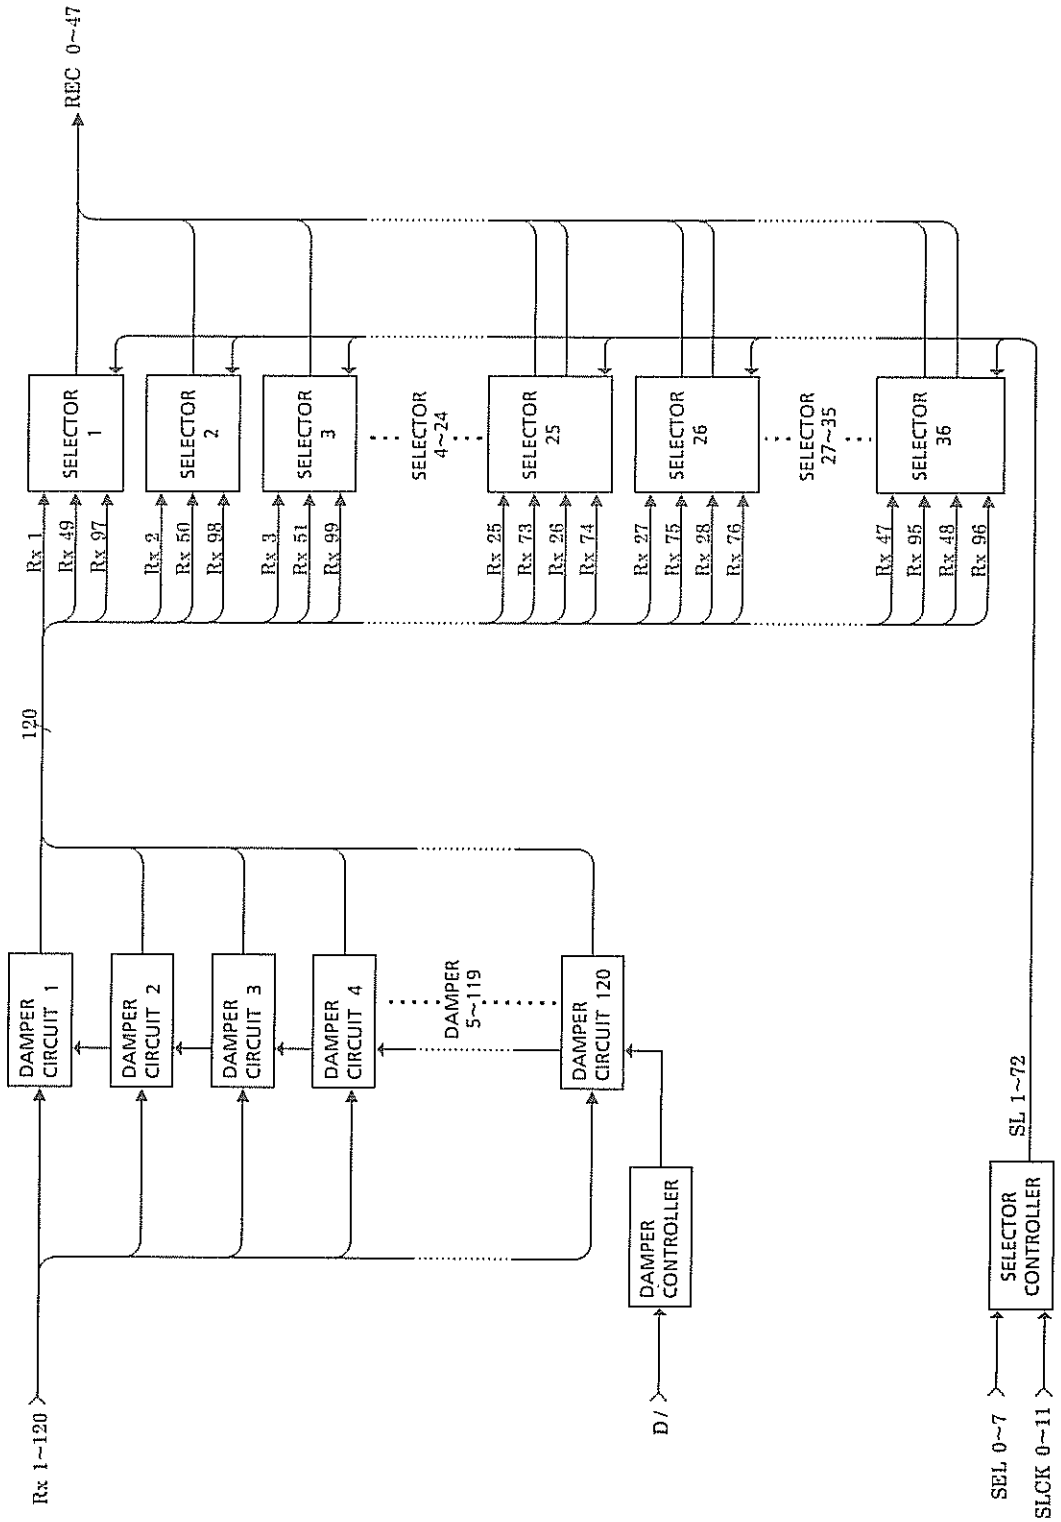 Rx 1~120
DAMPER
CIRCUIT 1
DAMPER
CIRCUIT 2
DAMPER
CIRCUIT 3
DAMPER
CIRCUIT 4
DAMPER
5~119
DAMPER
CIRCUIT 120
D/
DAMPER
CONTROLLER
120
Rx 1
Rx 49
Rx 97
SELECTOR
1
Rx 2
Rx 50
Rx 98
SELECTOR
2
Rx 3
Rx 51
Rx 99
SELECTOR
3
SELECTOR
4~24
Rx 25
Rx 73
Rx 26
Rx 74
SELECTOR
25
Rx 27
Rx 75
Rx 28
Rx 76
SELECTOR
26
SELECTOR
27~35
Rx 47
Rx 95
Rx 48
Rx 96
SELECTOR
36
REC 0~47
SEL 0~7
SLCK 0~11
SELECTOR
CONTROLLER
SL 1~72